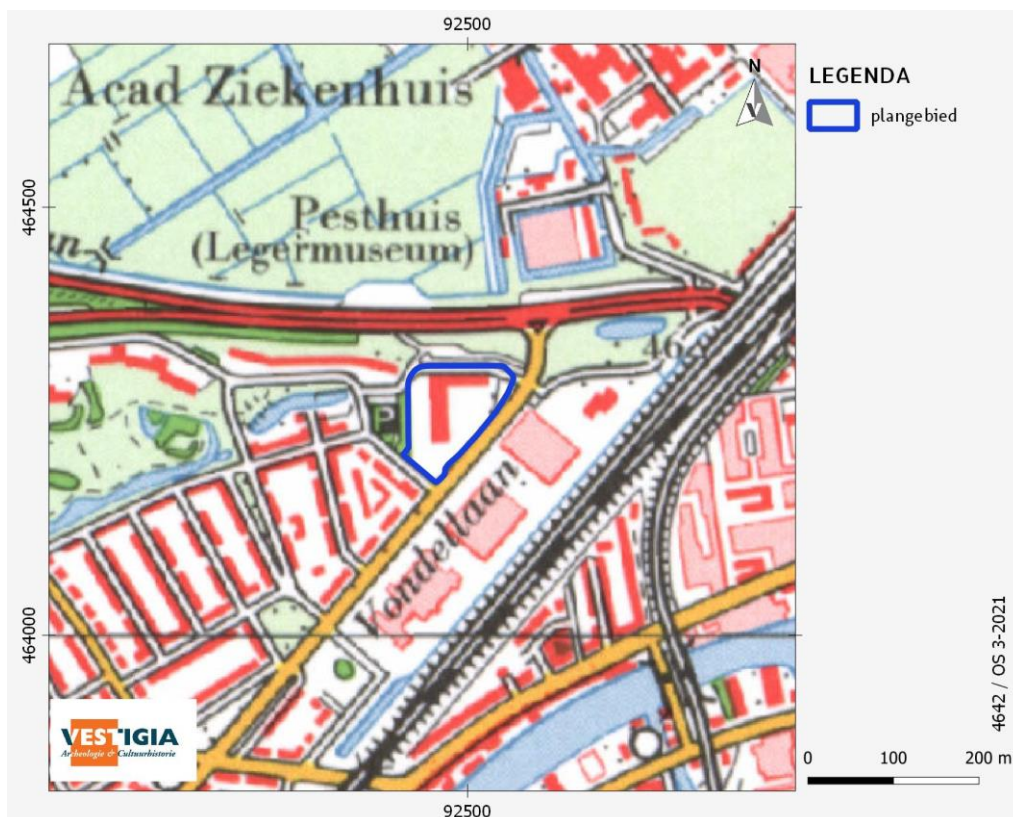 92500
Acad Ziekenhuis
N
LEGENDA
plangebied
464500
Pesthuis
(Legermuseum)
P
Vondellaan
464000
VESTIGIA
Archeologie & Cultuurhistorie
92500
4642 / OS 3-2021
0 100 200 m